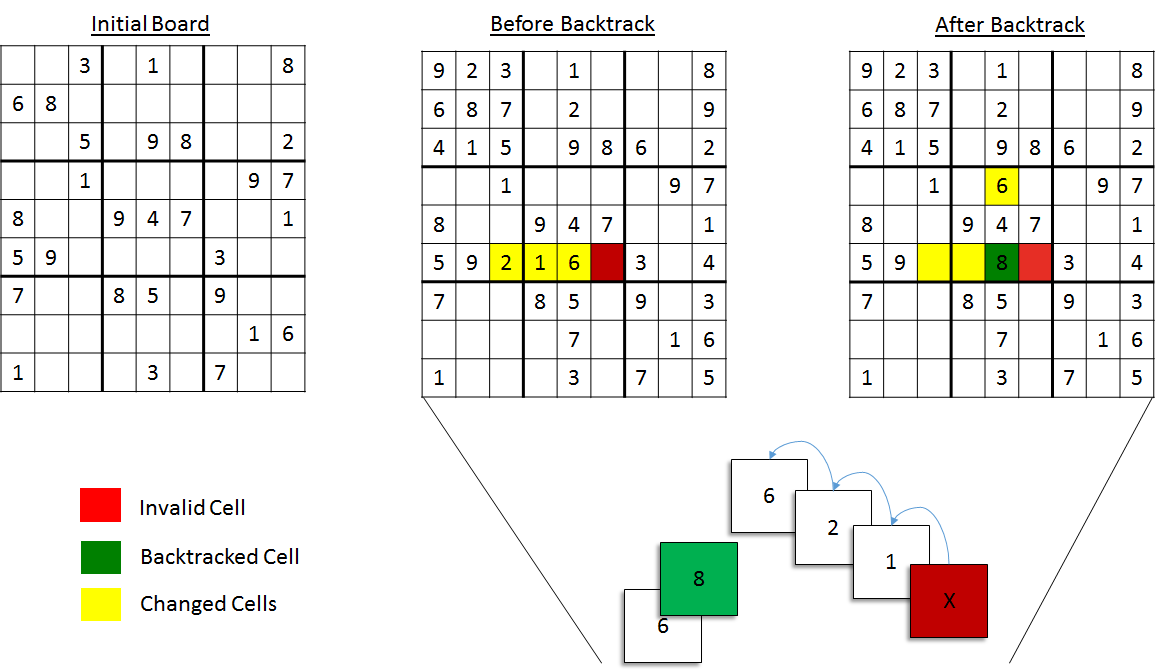 Initial Board
Before Backtrack
After Backtrack
3 1 8
6 8
5 9 8 2
1 9 7
8 9 4 7 1
5 9 3
7 8 5 9
1 6
1 3 7
9 2 3 1 8
6 8 7 2 9
4 1 5 9 8 6 2
1 9 7
8 9 4 7 1
5 9 2 1 6 3 4
7 8 5 9 3
7 1 6
1 3 7 5
9 2 3 1 8
6 8 7 2 9
4 1 5 9 8 6 2
1 6 9 7
8 9 4 7 1
5 9 8 3 4
7 8 5 9 3
7 1 6
1 3 7 5
Invalid Cell
Backtracked Cell
Changed Cells
6
2
1
X
8
6